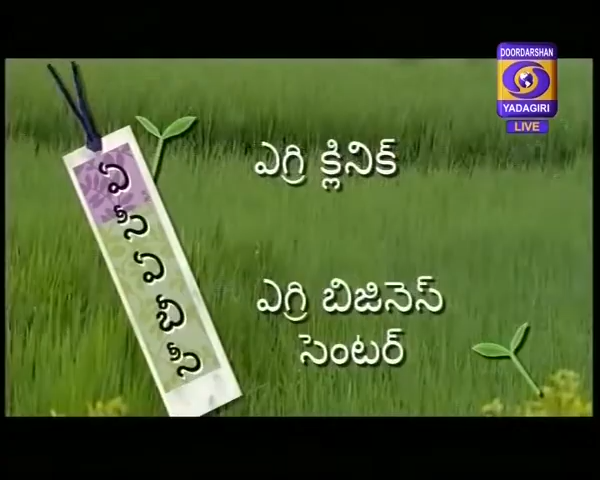 DOORDARSHAN
YADAGIRI
LIVE
ఏ
సీ
ఏ
బీ
సీ
ఎగ్రి క్లినిక్
ఎగ్రి బిజినెస్
సెంటర్